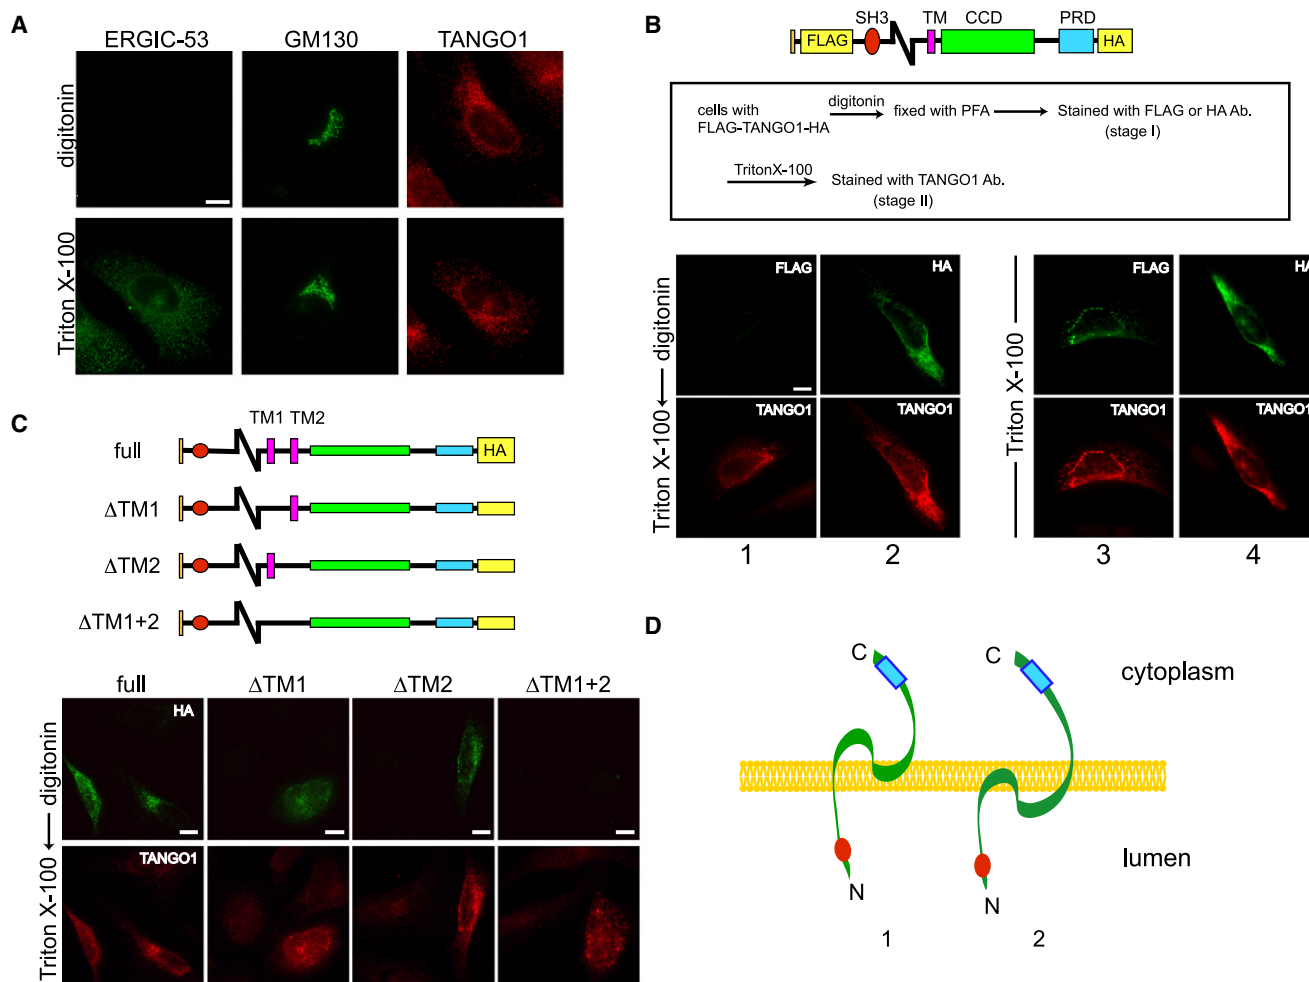 A
ERGIC-53 GM130 TANGO1
digitonin
Triton X-100
B
SH3 TM CCD PRD
FLAG HA
cells with FLAG-TANGO1-HA
digitonin
fixed with PFA
Stained with FLAG or HA Ab.
(stage I)
TritonX-100
Stained with TANGO1 Ab.
(stage II)
Triton X-100 digitonin
FLAG HA
TANGO1 TANGO1
1 2
Triton X-100
FLAG HA
TANGO1 TANGO1
3 4
C
TM1 TM2
full HA
ΔTM1
ΔTM2
ΔTM1+2
full ΔTM1 ΔTM2 ΔTM1+2
Triton X-100 digitonin
HA
TANGO1
D
C C cytoplasm
lumen
N N
1 2